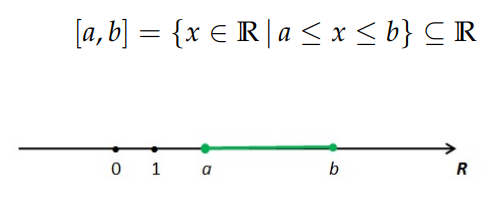 [a, b] = {x ∈ ℝ | a ≤ x ≤ b} ⊆ ℝ
0 1 a b R